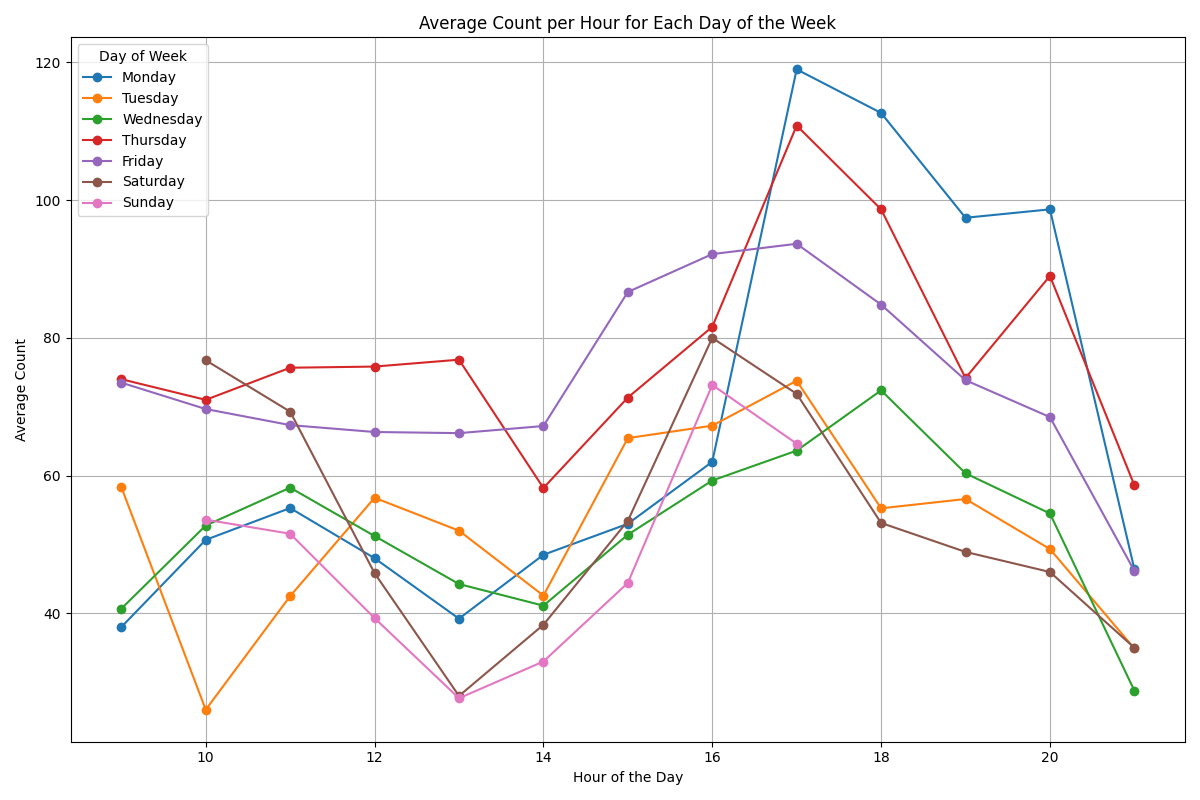 Average Count per Hour for Each Day of the Week
Day of Week
Monday
Tuesday
Wednesday
Thursday
Friday
Saturday
Sunday
120
100
80
60
40
Average Count
10 12 14 16 18 20
Hour of the Day